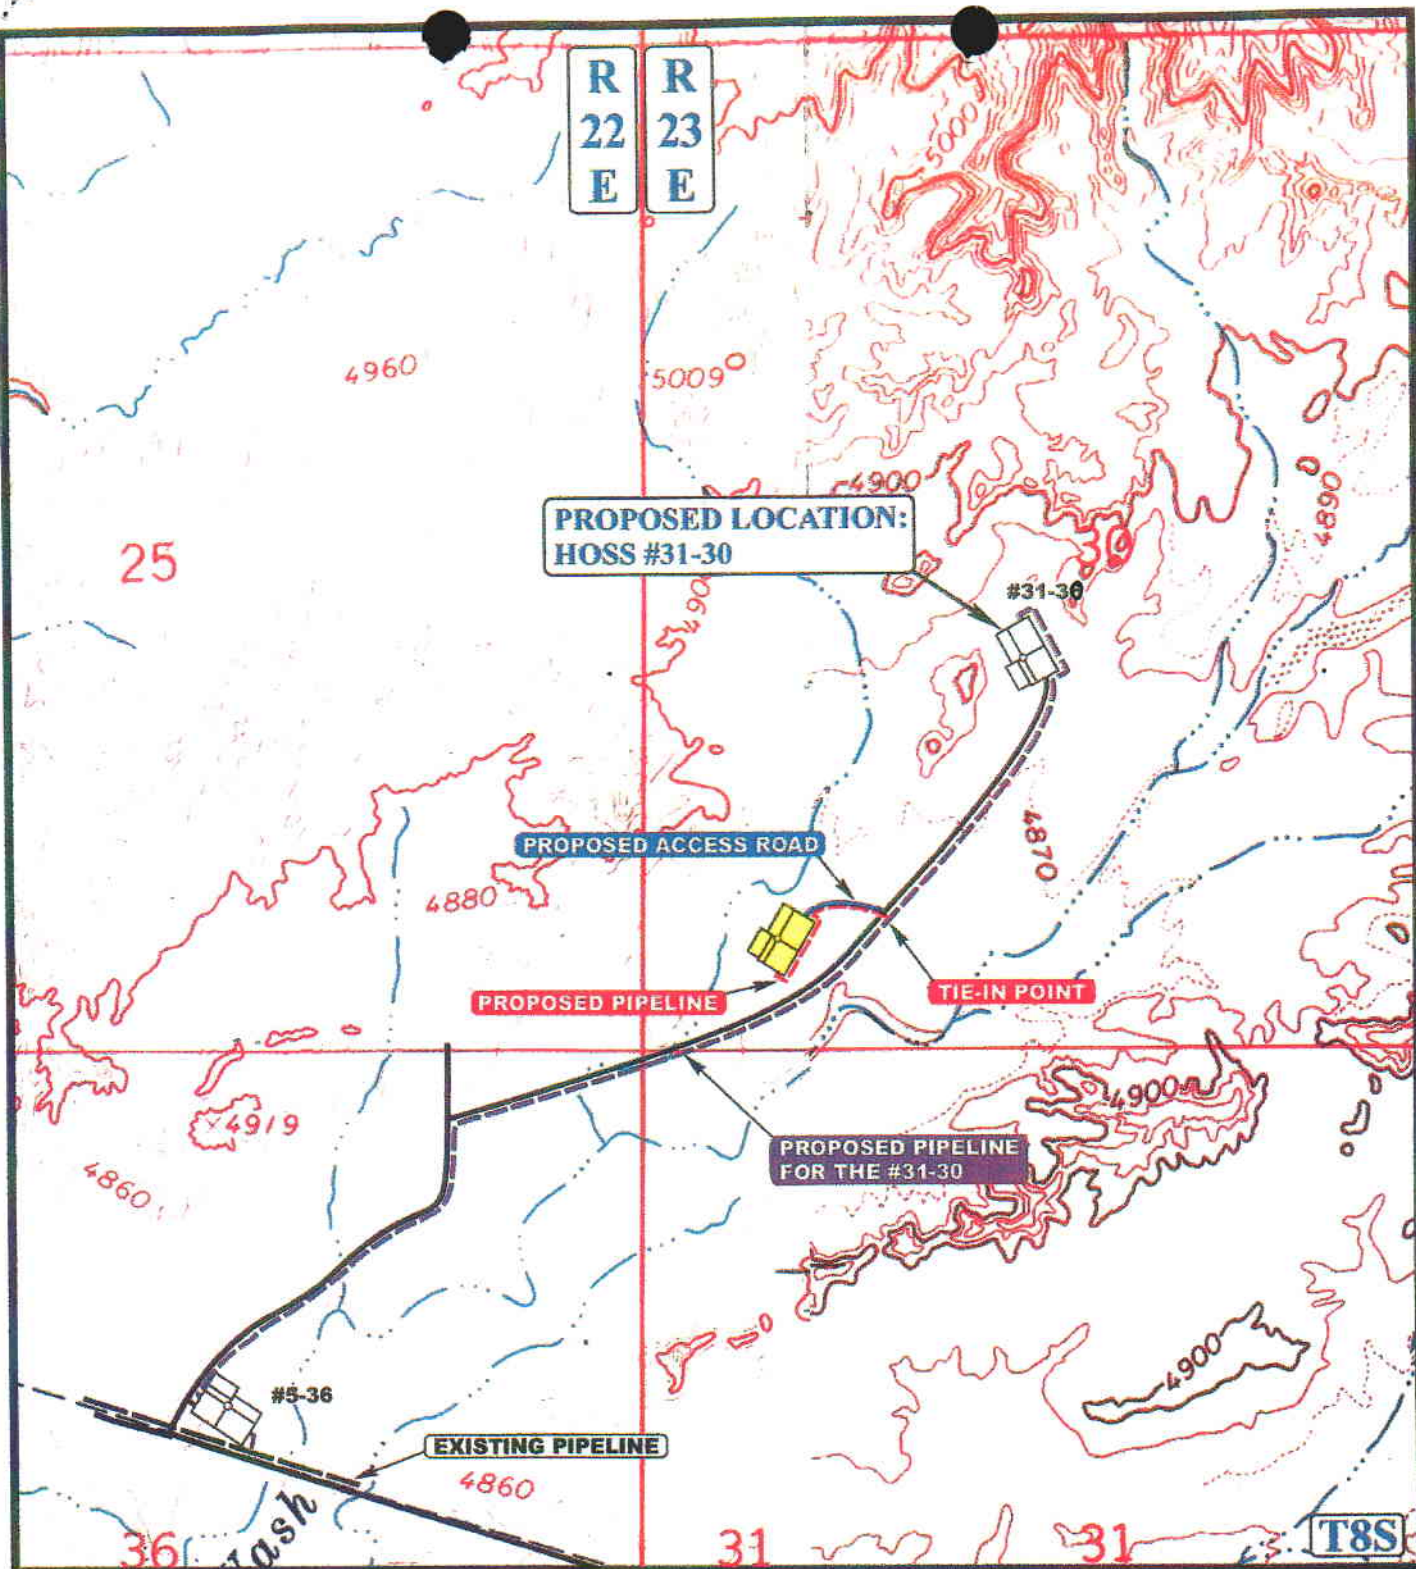 R
22
E
R
23
E
5000
4960
5009
4900
4890
PROPOSED LOCATION:
HOSS #31-30
25
30
#31-30
490
PROPOSED ACCESS ROAD
4870
4880
PROPOSED PIPELINE
TIE-IN POINT
4900
4919
PROPOSED PIPELINE
FOR THE #31-30
4860
4900
#5-36
EXISTING PIPELINE
4860
36
31
31
T8S